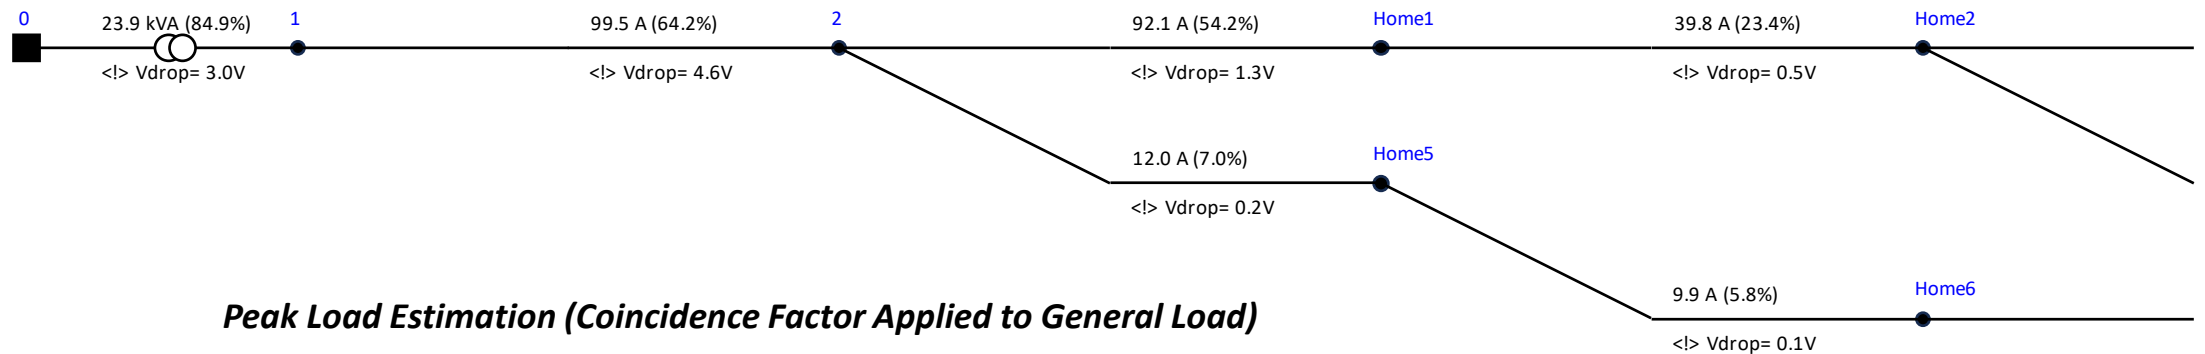 0
23.9 kVA (84.9%)
1
99.5 A (64.2%)
2
92.1 A (54.2%)
Home1
39.8 A (23.4%)
Home2
<!> Vdrop= 3.0V
<!> Vdrop= 4.6V
<!> Vdrop= 1.3V
<!> Vdrop= 0.5V
12.0 A (7.0%)
Home5
<!> Vdrop= 0.2V
9.9 A (5.8%)
Home6
Peak Load Estimation (Coincidence Factor Applied to General Load)
<!> Vdrop= 0.1V